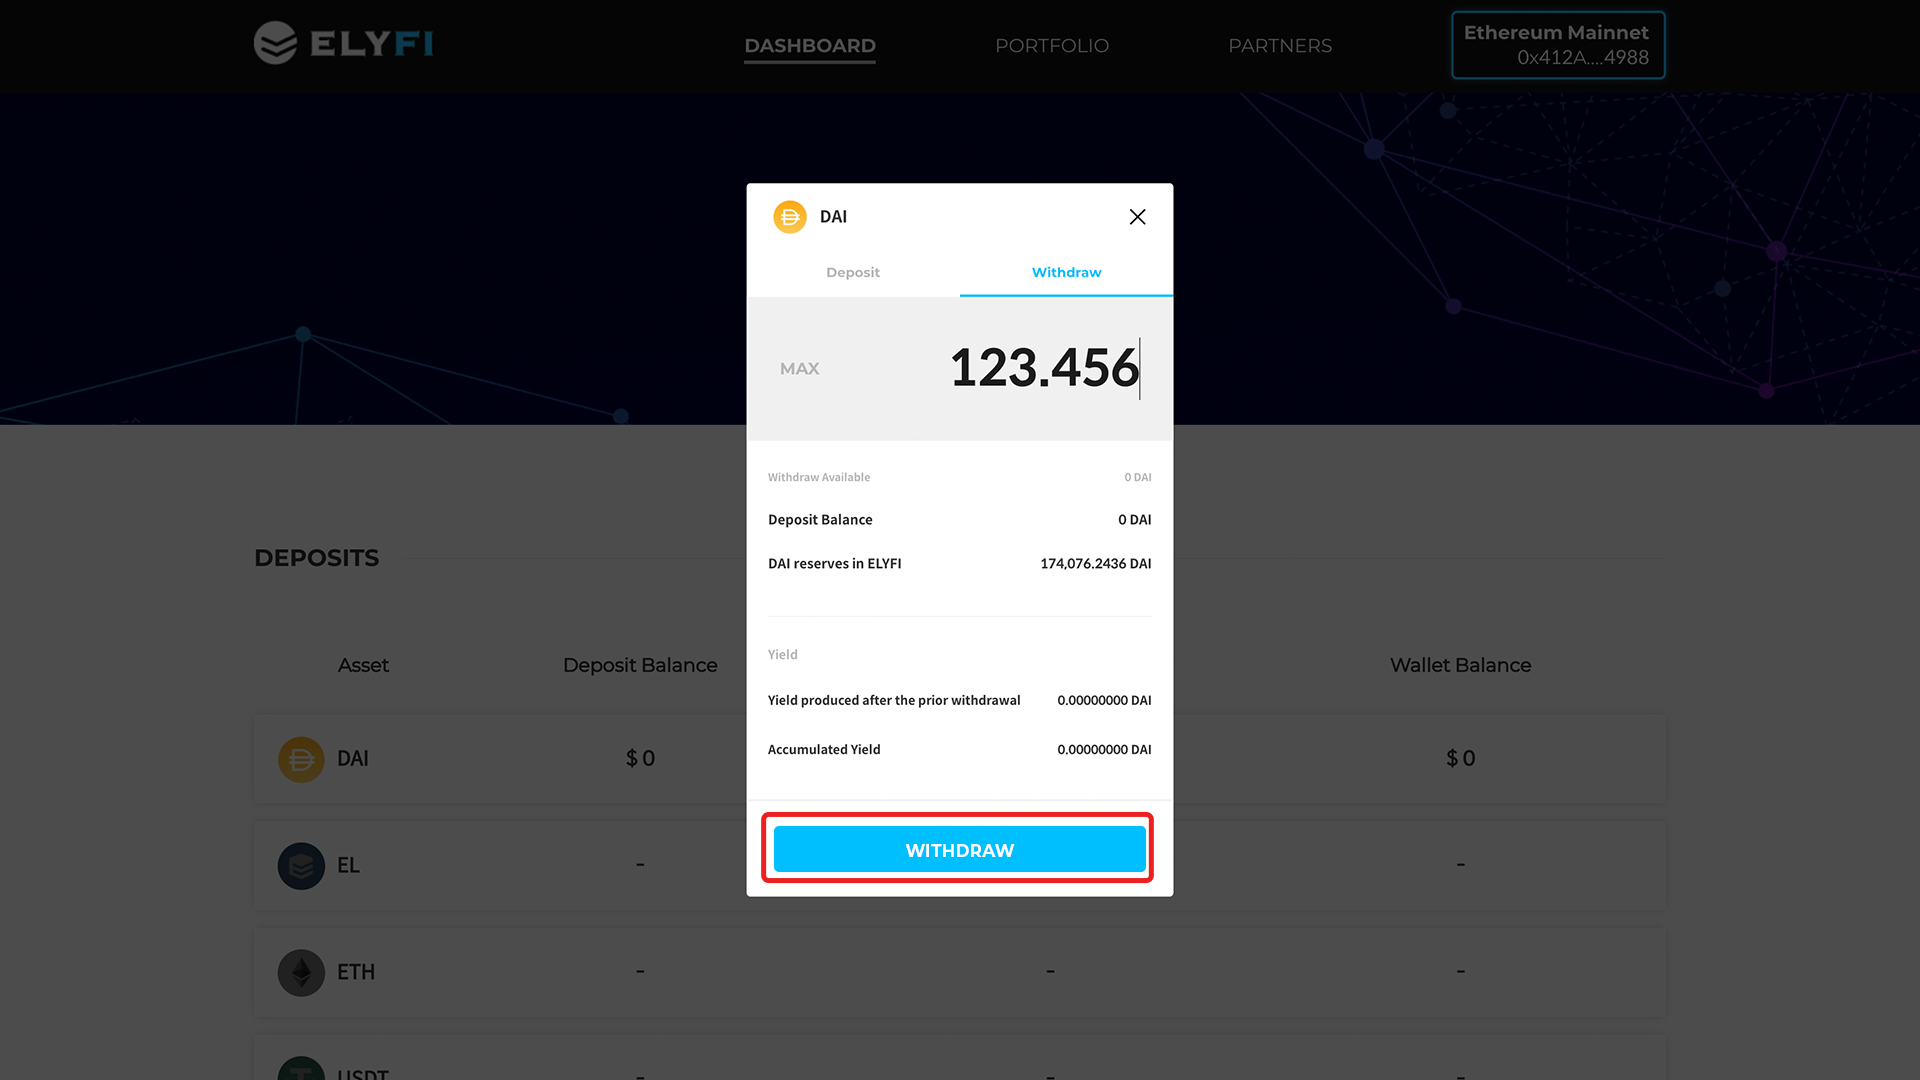 ELYFI
DASHBOARD
PORTFOLIO
PARTNERS
Ethereum Mainnet
0x412A....4988
DAI
Deposit
Withdraw
MAX
123.456
Withdraw Available
0 DAI
Deposit Balance
0 DAI
DAI reserves in ELYFI
174,076.2436 DAI
Yield
Yield produced after the prior withdrawal
0.00000000 DAI
Accumulated Yield
0.00000000 DAI
WITHDRAW
DEPOSITS
Asset
Deposit Balance
Wallet Balance
DAI
$ 0
$ 0
EL
-
-
ETH
-
-
-
USDT
-
-
-